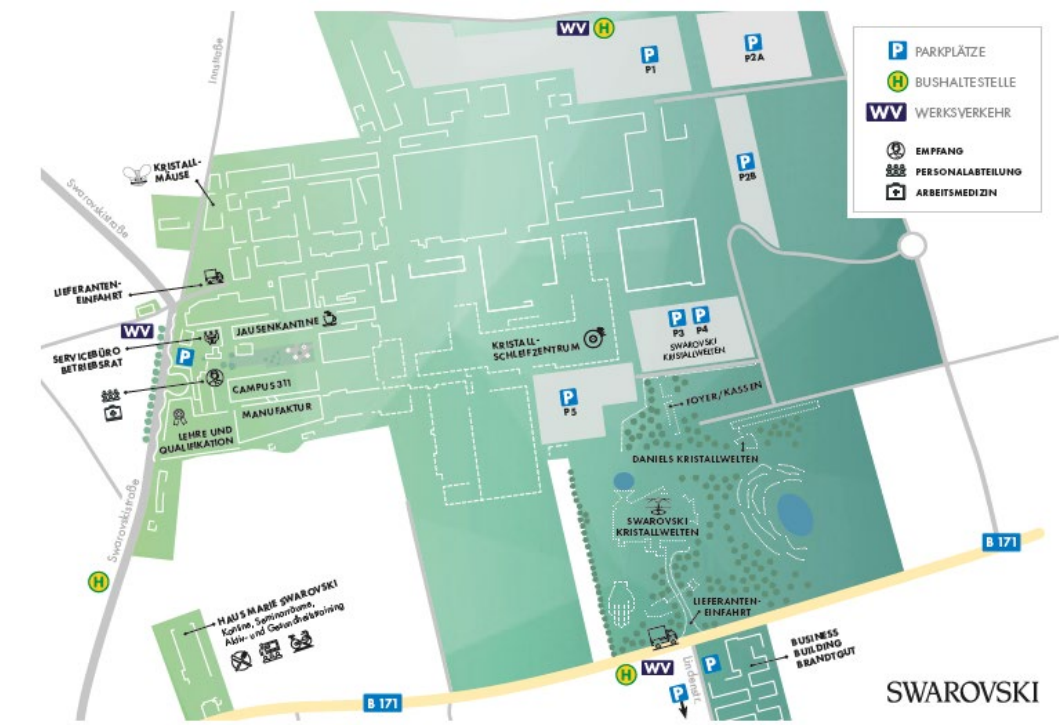 WV H
P
P1
P
P2A
P
P2B
P PARKPLÄTZE
H BUSHALTESTELLE
WV WERKSVERKEHR
EMPFANG
PERSONALABTEILUNG
ARBEITSMEDIZIN
Innstraße
KRISTALL-
MÄUSE
Swarovskistraße
LIEFERANTEN-
EINFAHRT
WV
SERVICEBÜRO
BETRIEBSRAT
P
JAUSENKANTINE
CAMPUS 311
MANUFAKTUR
LEHRE UND
QUALIFIKATION
KRISTALL-
SCHLEIFZENTRUM
P P
P3 P4
SWAROVSKI
KRISTALLWELTEN
P
P5
FOYER/KASSEN
DANIELS KRISTALLWELTEN
SWAROVSKI
KRISTALLWELTEN
Swarovskistraße
H
B 171
HAUS MARIE SWAROVSKI
Kantine, Seminarräume,
Aktiv- und Gesundheitstraining
LIEFERANTEN-
EINFAHRT
H WV
Lindenstr.
P
P
BUSINESS
BUILDING
BRANDTGUT
B 171
SWAROVSKI